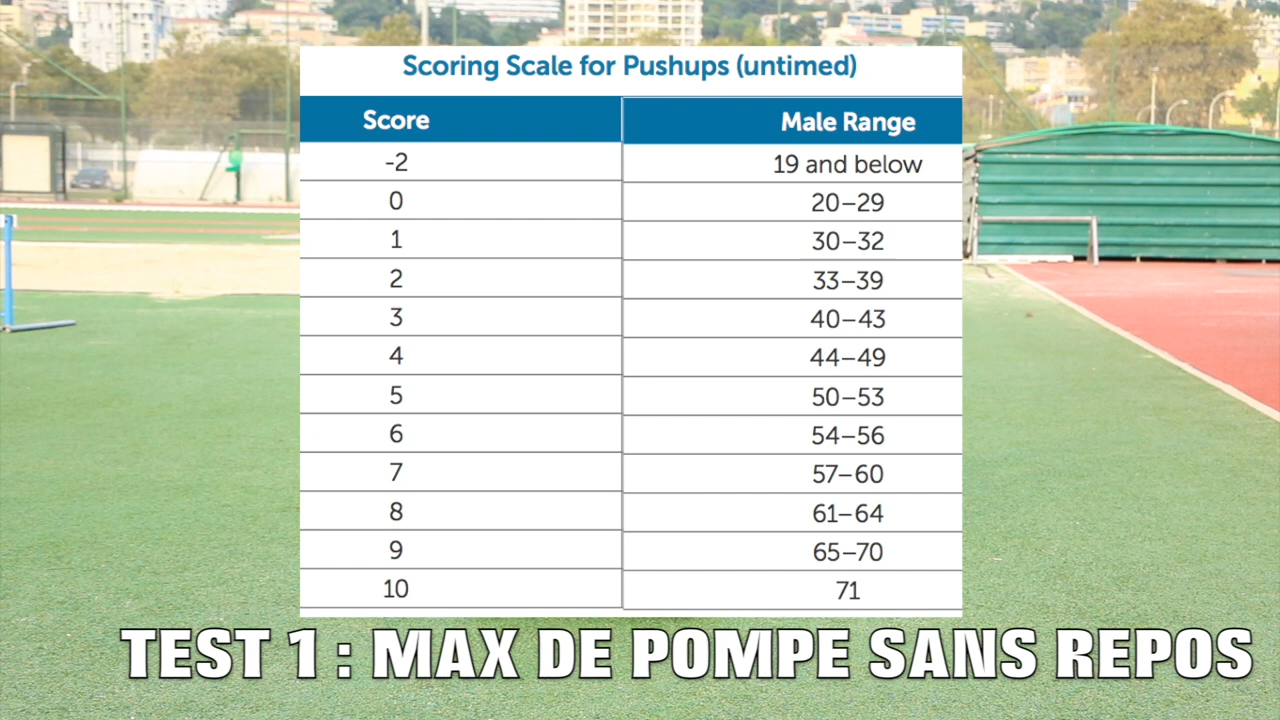 Scoring Scale for Pushups (untimed)
Score Male Range
-2 19 and below
0 20–29
1 30–32
2 33–39
3 40–43
4 44–49
5 50–53
6 54–56
7 57–60
8 61–64
9 65–70
10 71
TEST 1 : MAX DE POMPE SANS REPOS